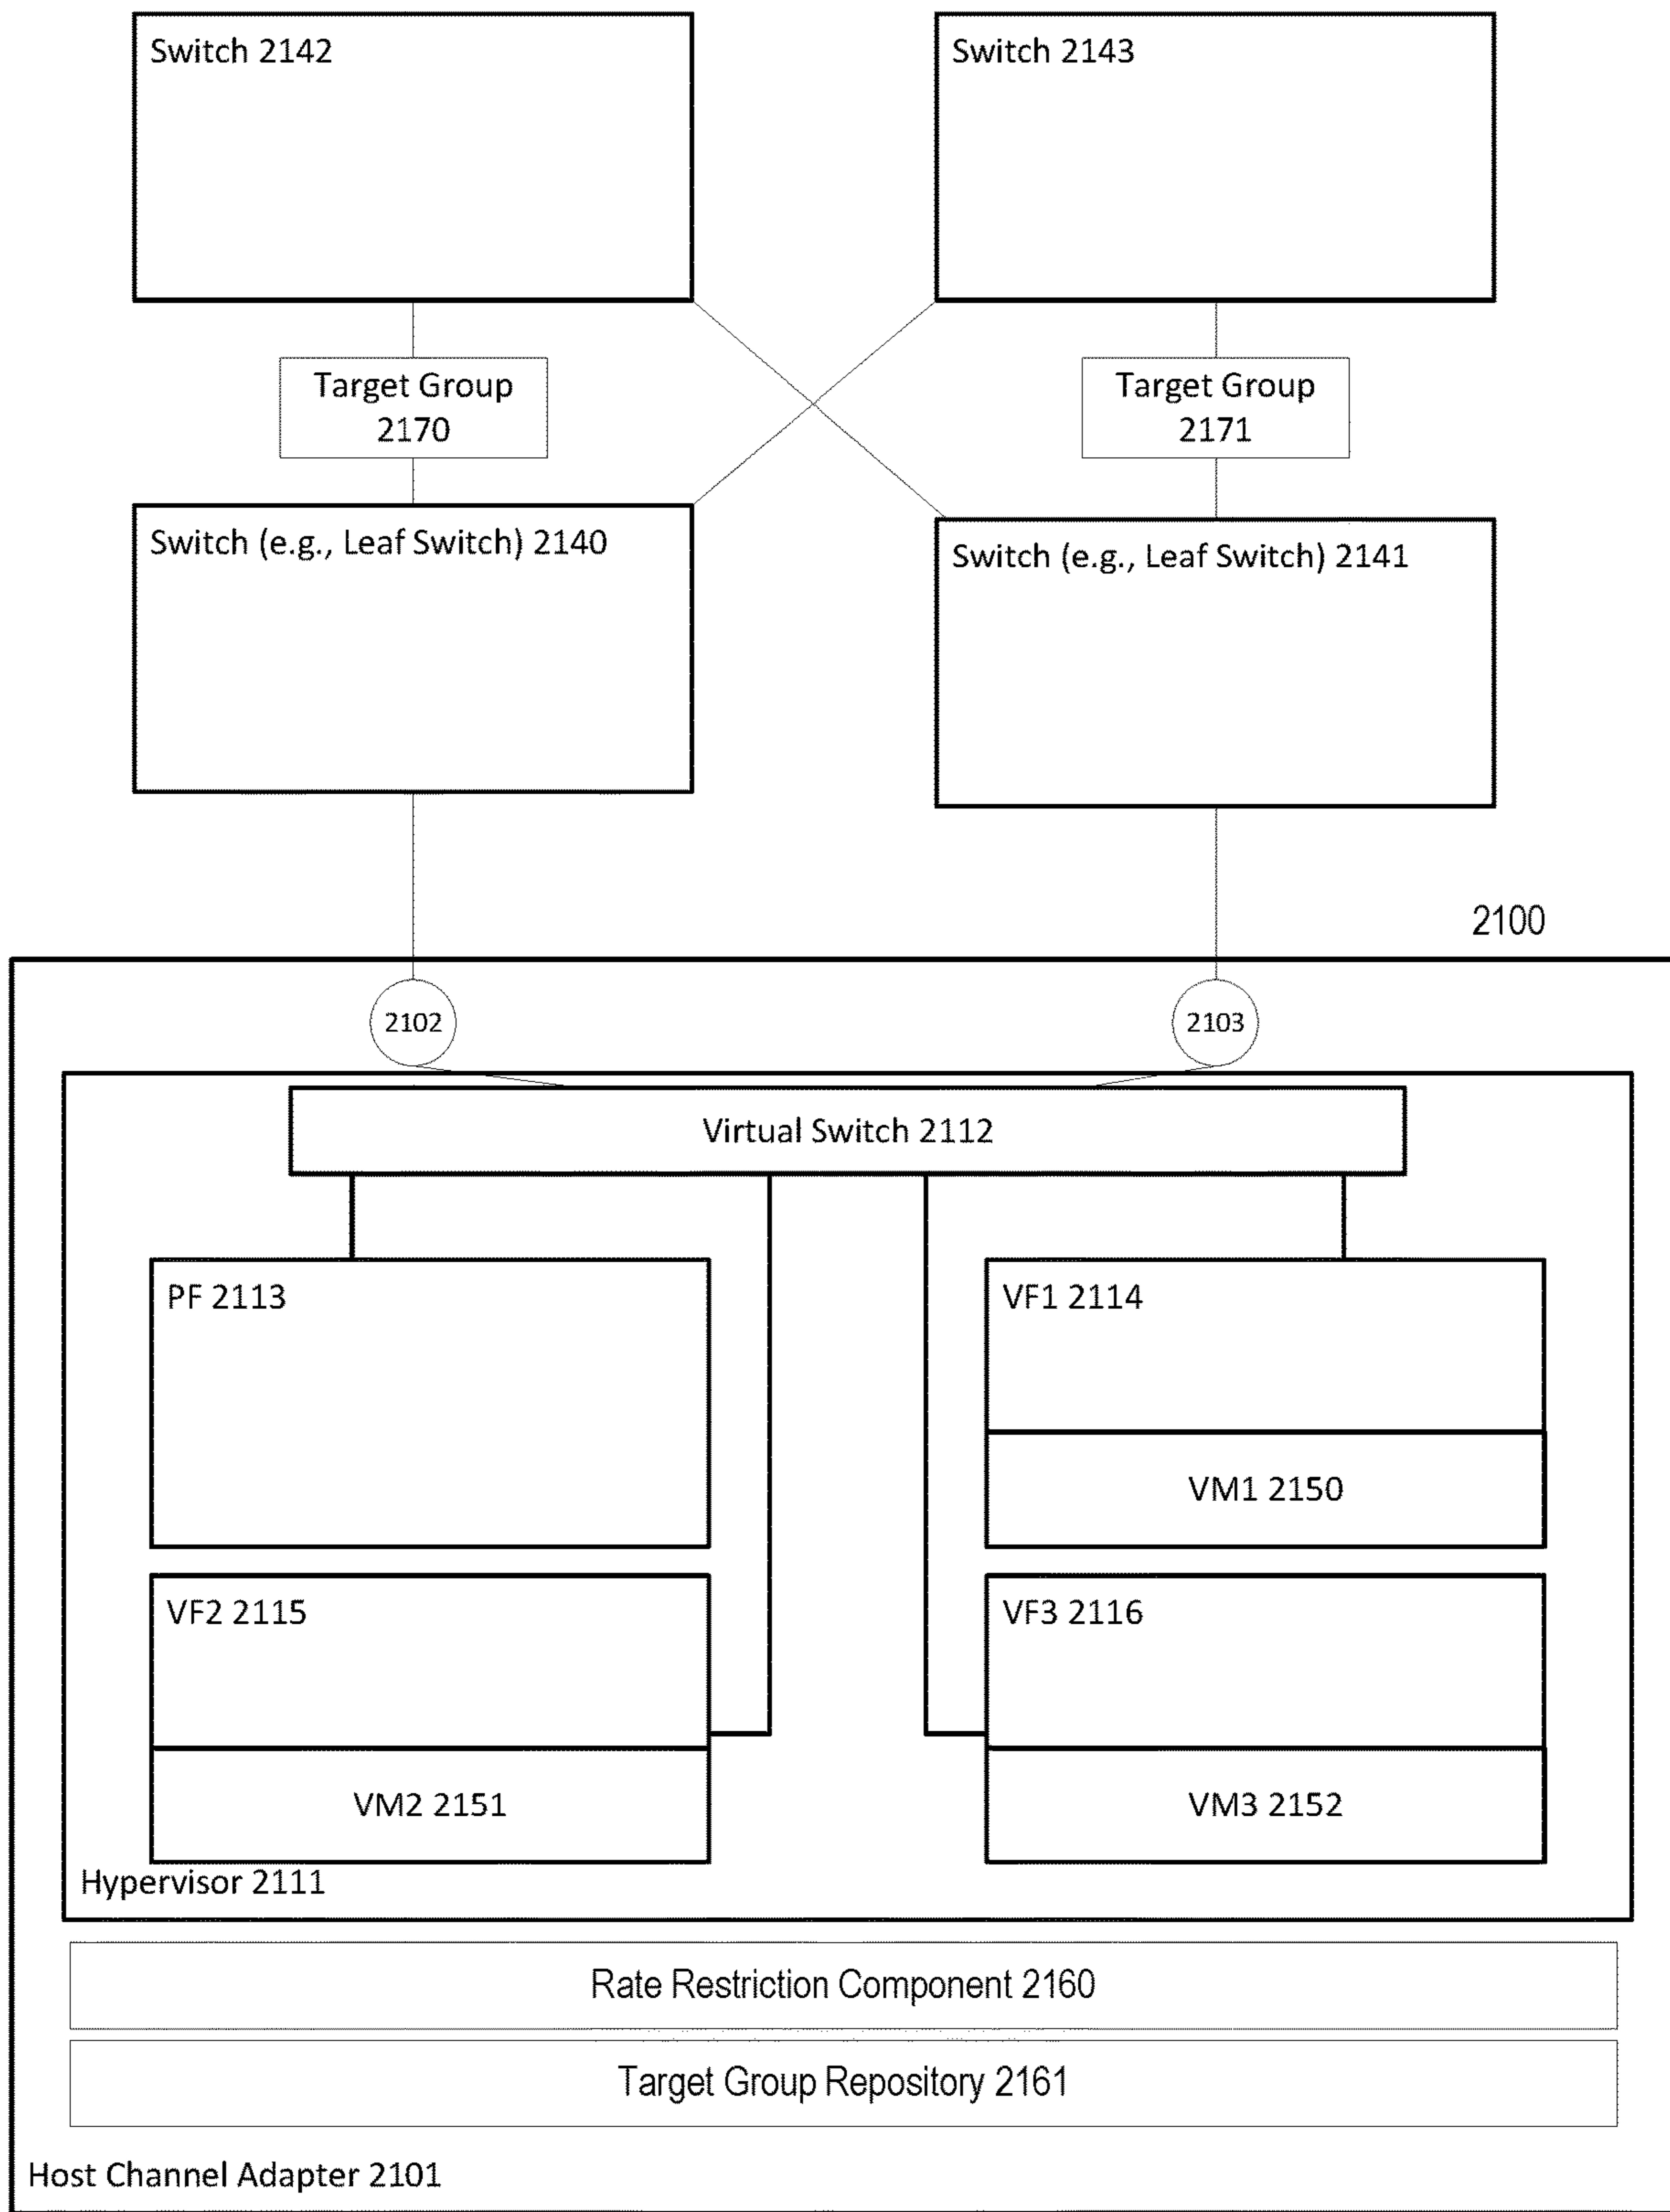 Switch 2142
Switch 2143
Target Group
2170
Target Group
2171
Switch (e.g., Leaf Switch) 2140
Switch (e.g., Leaf Switch) 2141
2100
2102
2103
Virtual Switch 2112
PF 2113
VF1 2114
VM1 2150
VF2 2115
VF3 2116
VM2 2151
VM3 2152
Hypervisor 2111
Rate Restriction Component 2160
Target Group Repository 2161
Host Channel Adapter 2101